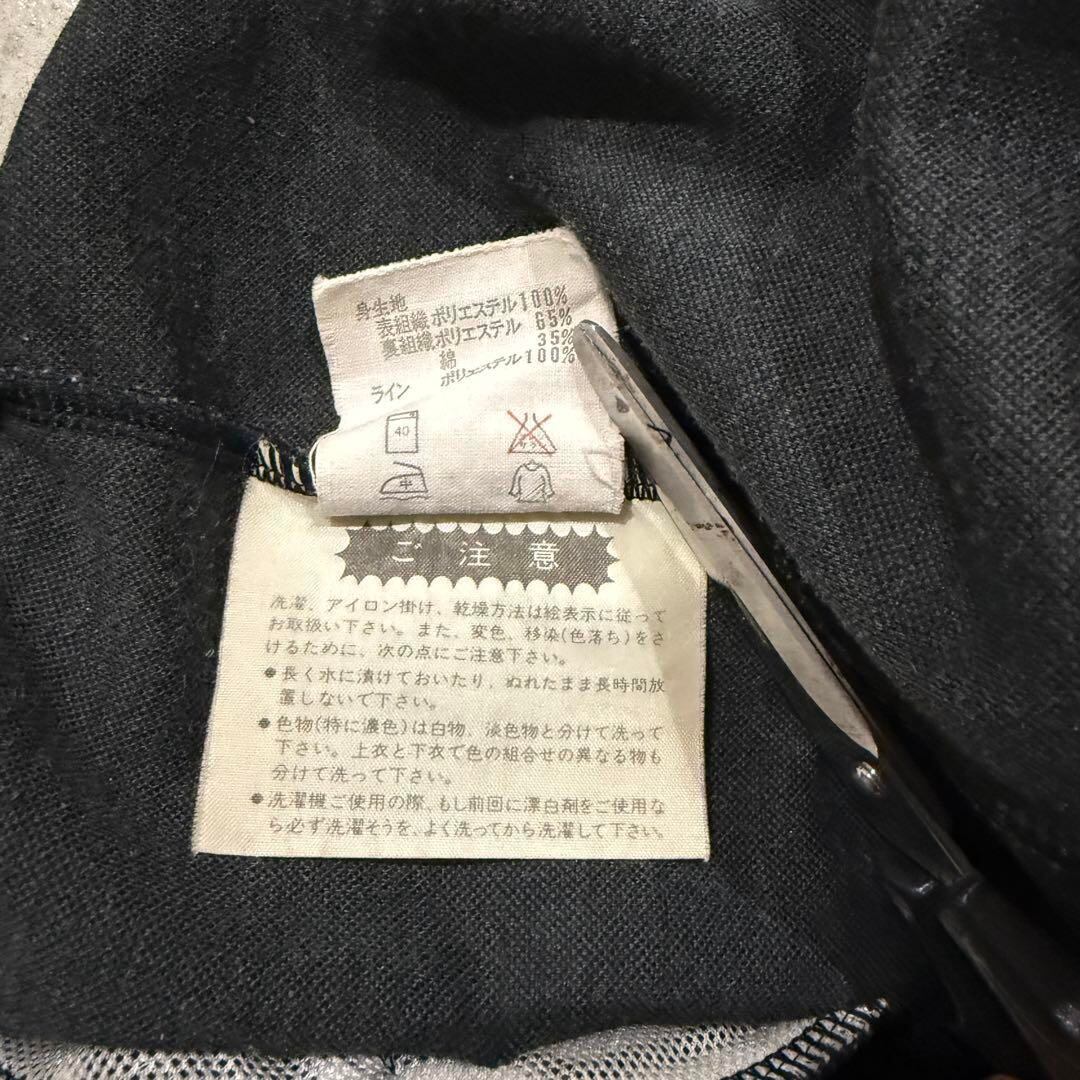 身生地
表組織ポリエステル100%
裏組織ポリエステル 65%
綿 35%
ライン ポリエステル100%
40
中
ご注意
洗濯、アイロン掛け、乾燥方法は絵表示に従って
お取扱い下さい。また、変色、移染(色落ち)をさ
けるために、次の点にご注意下さい。
●長く水に漬けておいたり、ぬれたまま長時間放
置しないで下さい。
●色物(特に濃色)は白物、淡色物と分けて洗って
下さい。上衣と下衣で色の組合せの異なる物も
分けて洗って下さい。
●洗濯機ご使用の際、もし前回に漂白剤をご使用な
ら必ず洗濯そうを、よく洗ってから洗濯して下さい。